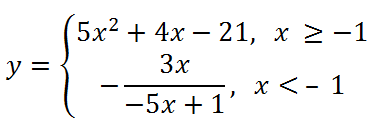 y = { 5x² + 4x − 21, x ≥ −1
− 3x / −5x + 1, x < − 1